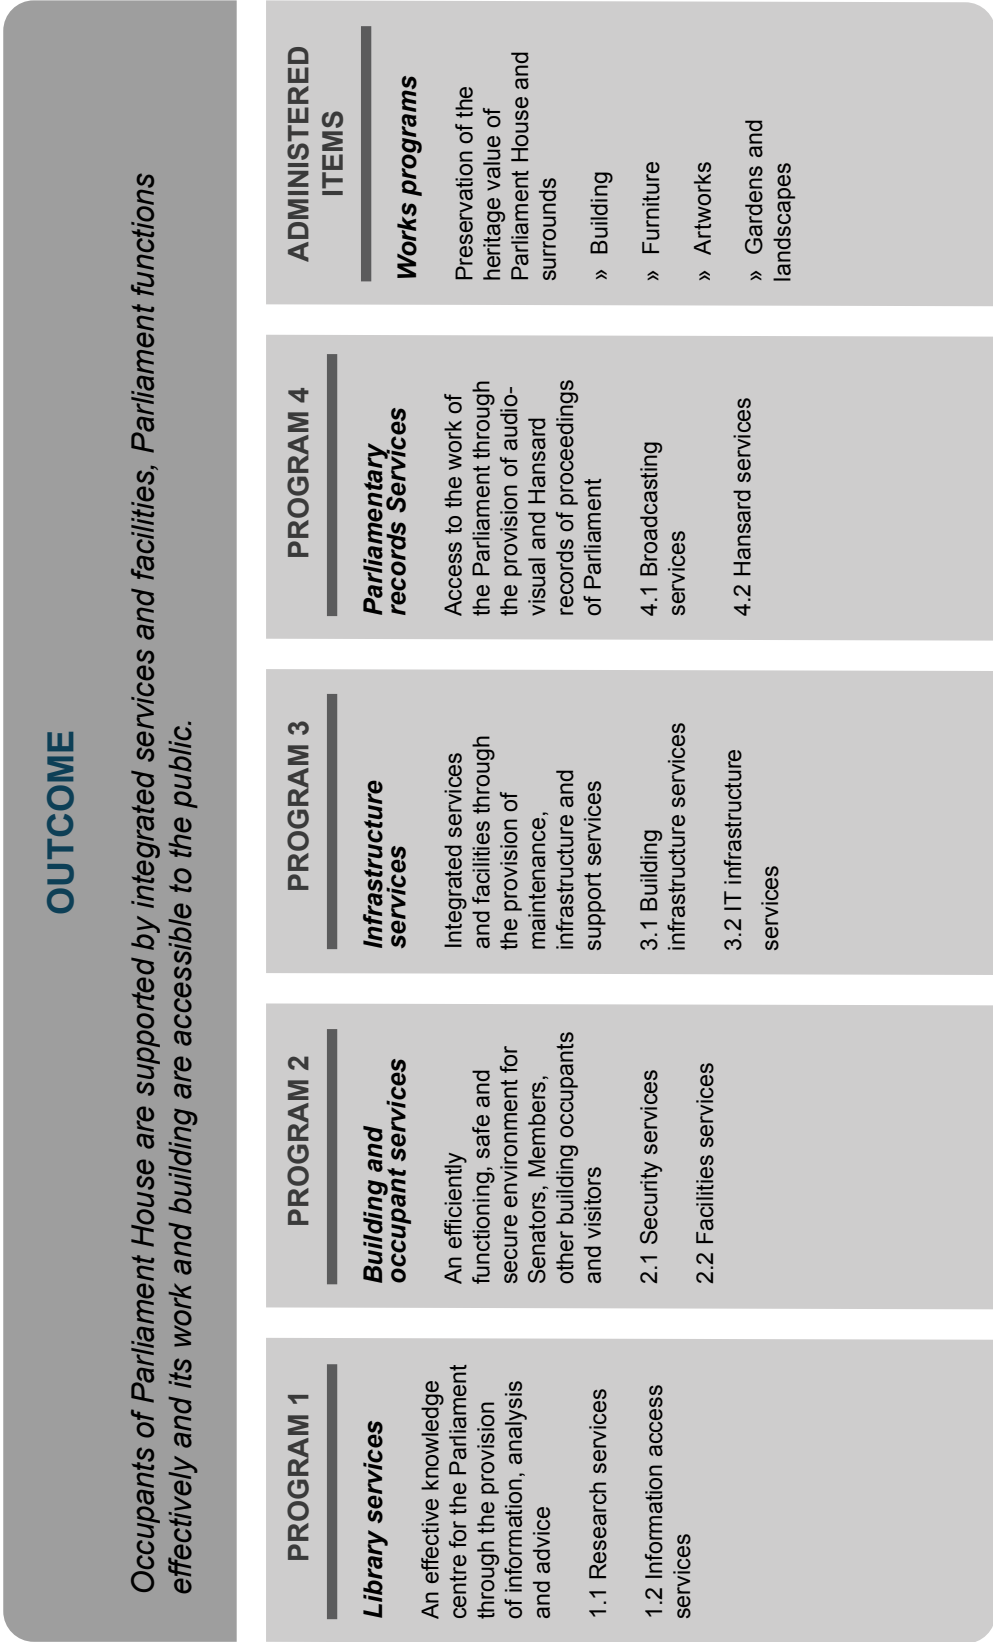 OUTCOME
Occupants of Parliament House are supported by integrated services and facilities, Parliament functions
effectively and its work and building are accessible to the public.
PROGRAM 1
Library services
An effective knowledge
centre for the Parliament
through the provision
of information, analysis
and advice
1.1 Research services
1.2 Information access
services
PROGRAM 2
Building and
occupant services
An efficiently
functioning, safe and
secure environment for
Senators, Members,
other building occupants
and visitors
2.1 Security services
2.2 Facilities services
PROGRAM 3
Infrastructure
services
Integrated services
and facilities through
the provision of
maintenance,
infrastructure and
support services
3.1 Building
infrastructure services
3.2 IT infrastructure
services
PROGRAM 4
Parliamentary
records Services
Access to the work of
the Parliament through
the provision of audio-
visual and Hansard
records of proceedings
of Parliament
4.1 Broadcasting
services
4.2 Hansard services
ADMINISTERED
ITEMS
Works programs
Preservation of the
heritage value of
Parliament House and
surrounds
» Building
» Furniture
» Artworks
» Gardens and
landscapes